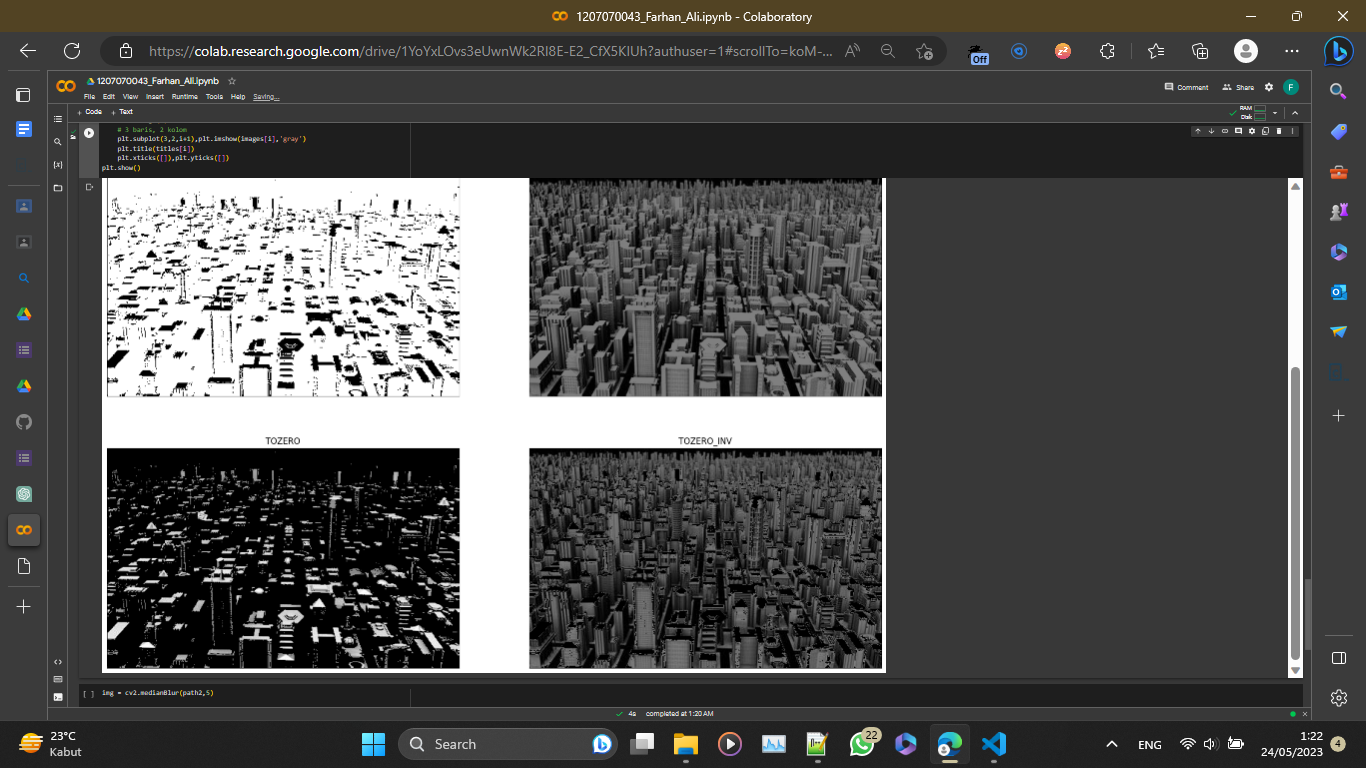 1207070043_Farhan_Ali.ipynb - Colaboratory
https://colab.research.google.com/drive/1YoYxLOvs3eUwnWk2Rl8E-E2_CfX5KIUh?authuser=1#scrollTo=koM-...
Off
1207070043_Farhan_Ali.ipynb
File Edit View Insert Runtime Tools Help Saving...
Comment Share F
+ Code + Text
RAM
Disk
# 3 baris, 2 kolom
plt.subplot(3,2,i+1),plt.imshow(images[i],'gray')
plt.title(titles[i])
plt.xticks([]),plt.yticks([])
plt.show()
TOZERO TOZERO_INV
[ ] img = cv2.medianBlur(path2,5)
4s completed at 1:20 AM
23°C
Kabut
Search
22
ENG
1:22
24/05/2023
4